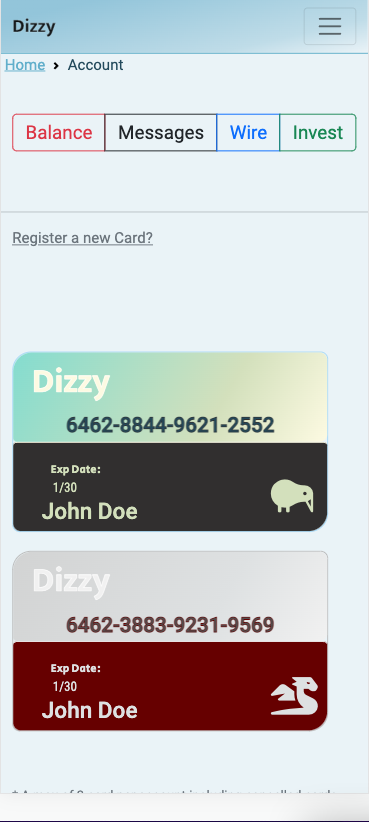 Dizzy
Home › Account
Balance Messages Wire Invest
Register a new Card?
Dizzy
6462-8844-9621-2552
Exp Date:
1/30
John Doe
Dizzy
6462-3883-9231-9569
Exp Date:
1/30
John Doe